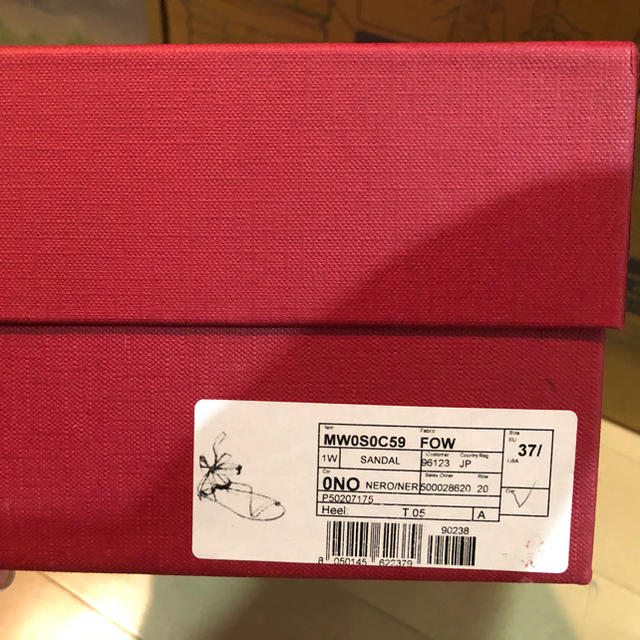 Item Fabric Size
MW0S0C59 FOW EU 37/
Customer Country Reg USA
1W SANDAL 96123 JP
Col Sales Order Row
0NO NERO/NER 500028620 20
P50207175
Heel: T.05 A
90238
8 050145 622379